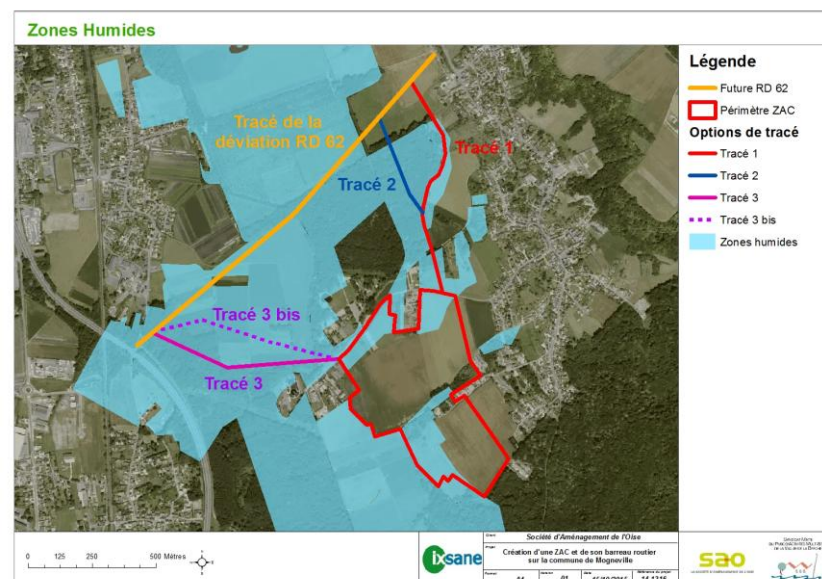 Zones Humides
Tracé de la
déviation RD 62
Tracé 1
Tracé 2
Tracé 3 bis
Tracé 3
Légende
Future RD 62
Périmètre ZAC
Options de tracé
Tracé 1
Tracé 2
Tracé 3
Tracé 3 bis
Zones humides
0 125 250 500 Mètres
ixsane
Société d'Aménagement de l'Oise
Création d'une ZAC et de son barreau routier
sur la commune de Mogneville
sao